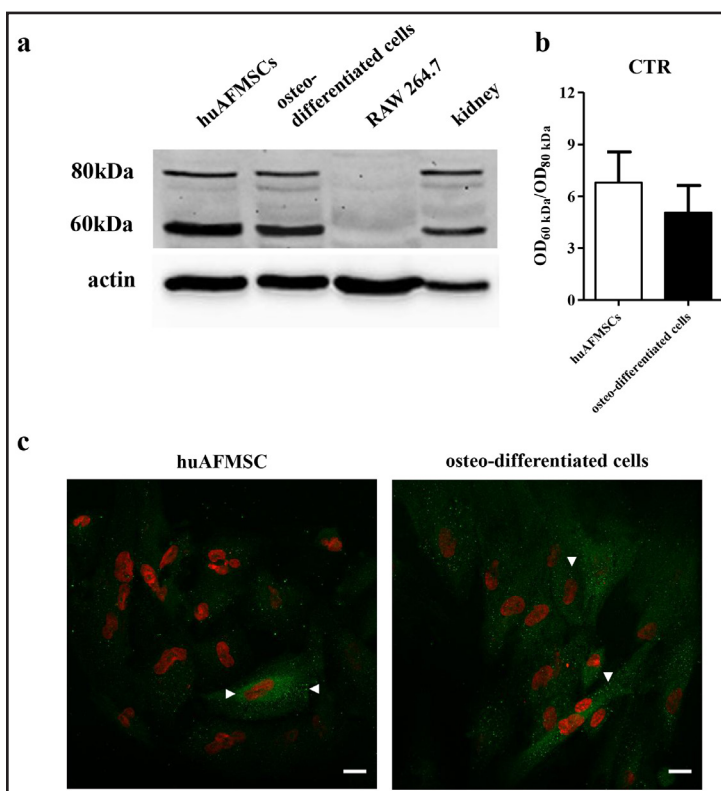 a
huAFMSCs
osteo-
differentiated cells
RAW 264.7
kidney
80kDa
60kDa
actin
b
CTR
OD60 kDa/OD80 kDa
12
9
6
3
0
huAFMSCs
osteo-differentiated cells
c
huAFMSC
osteo-differentiated cells